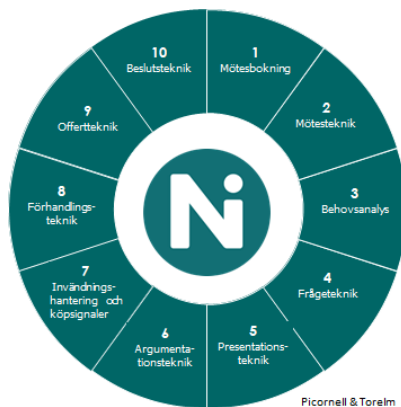 1
Mötesbokning
2
Mötesteknik
3
Behovsanalys
4
Frågeteknik
5
Presentations-
teknik
6
Argumenta-
tionsteknik
7
Invändnings-
hantering och
köpsignaler
8
Förhandlings-
teknik
9
Offertteknik
10
Beslutsteknik
Ni
Picornell & Torelm